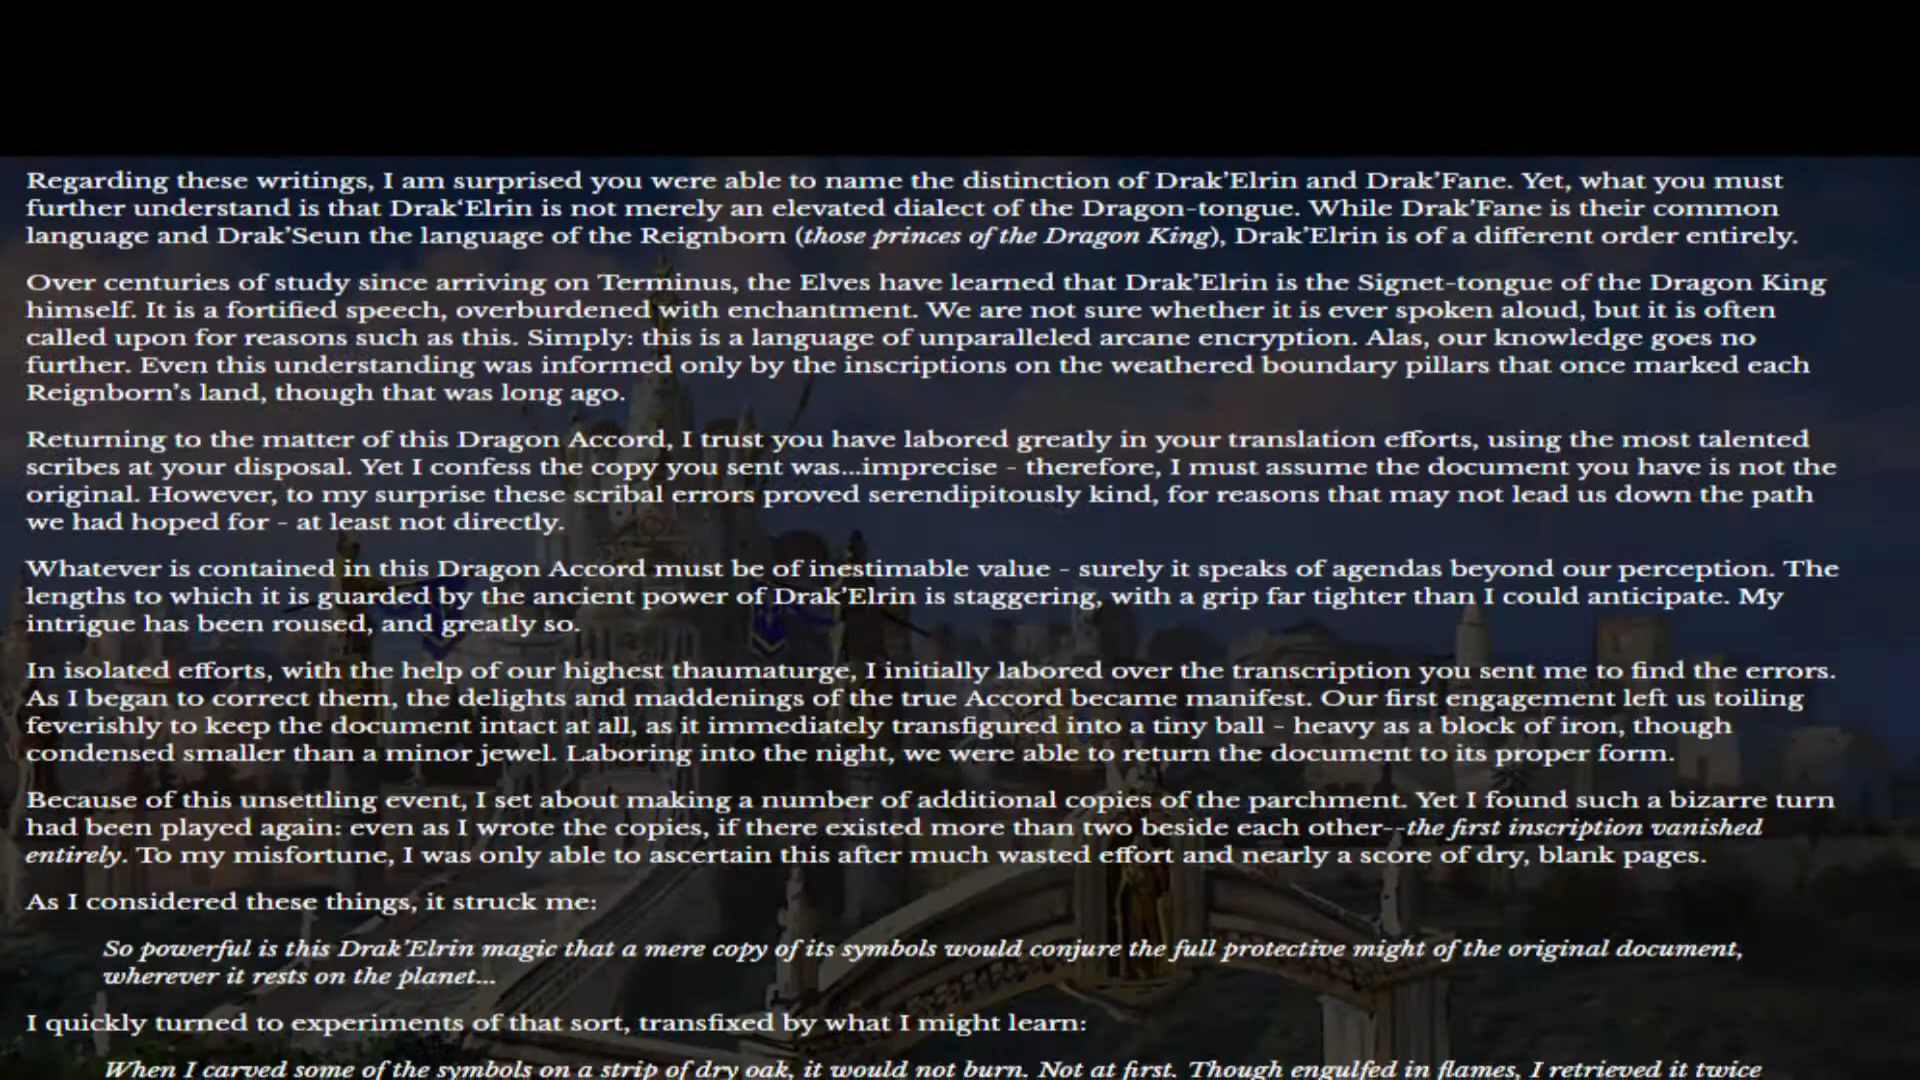 Regarding these writings, I am surprised you were able to name the distinction of Drak’Elrin and Drak’Fane. Yet, what you must
further understand is that Drak‘Elrin is not merely an elevated dialect of the Dragon-tongue. While Drak’Fane is their common
language and Drak’Seun the language of the Reignborn (those princes of the Dragon King), Drak’Elrin is of a different order entirely.
Over centuries of study since arriving on Terminus, the Elves have learned that Drak’Elrin is the Signet-tongue of the Dragon King
himself. It is a fortified speech, overburdened with enchantment. We are not sure whether it is ever spoken aloud, but it is often
called upon for reasons such as this. Simply: this is a language of unparalleled arcane encryption. Alas, our knowledge goes no
further. Even this understanding was informed only by the inscriptions on the weathered boundary pillars that once marked each
Reignborn’s land, though that was long ago.
Returning to the matter of this Dragon Accord, I trust you have labored greatly in your translation efforts, using the most talented
scribes at your disposal. Yet I confess the copy you sent was...imprecise - therefore, I must assume the document you have is not the
original. However, to my surprise these scribal errors proved serendipitously kind, for reasons that may not lead us down the path
we had hoped for - at least not directly.
Whatever is contained in this Dragon Accord must be of inestimable value - surely it speaks of agendas beyond our perception. The
lengths to which it is guarded by the ancient power of Drak’Elrin is staggering, with a grip far tighter than I could anticipate. My
intrigue has been roused, and greatly so.
In isolated efforts, with the help of our highest thaumaturge, I initially labored over the transcription you sent me to find the errors.
As I began to correct them, the delights and maddenings of the true Accord became manifest. Our first engagement left us toiling
feverishly to keep the document intact at all, as it immediately transfigured into a tiny ball - heavy as a block of iron, though
condensed smaller than a minor jewel. Laboring into the night, we were able to return the document to its proper form.
Because of this unsettling event, I set about making a number of additional copies of the parchment. Yet I found such a bizarre turn
had been played again: even as I wrote the copies, if there existed more than two beside each other--the first inscription vanished
entirely. To my misfortune, I was only able to ascertain this after much wasted effort and nearly a score of dry, blank pages.
As I considered these things, it struck me:
So powerful is this Drak’Elrin magic that a mere copy of its symbols would conjure the full protective might of the original document,
wherever it rests on the planet...
I quickly turned to experiments of that sort, transfixed by what I might learn:
When I carved some of the symbols on a strip of dry oak, it would not burn. Not at first. Though engulfed in flames, I retrieved it twice